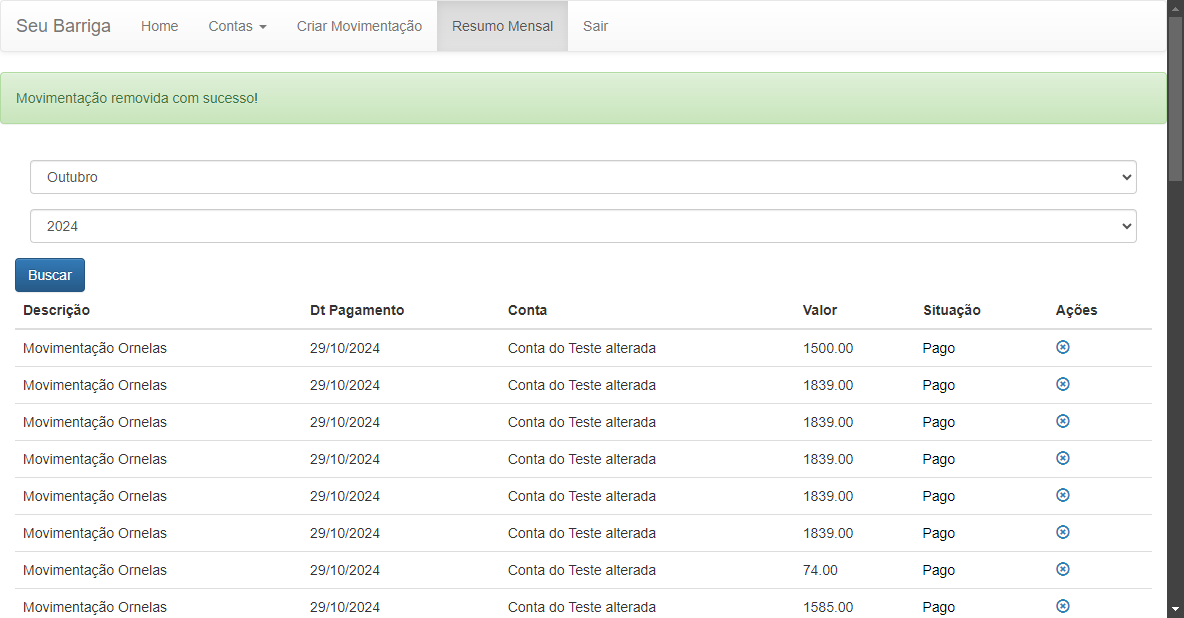 Seu Barriga Home Contas Criar Movimentação Resumo Mensal Sair
Movimentação removida com sucesso!
Outubro
2024
Buscar
Descrição Dt Pagamento Conta Valor Situação Ações
Movimentação Ornelas 29/10/2024 Conta do Teste alterada 1500.00 Pago
Movimentação Ornelas 29/10/2024 Conta do Teste alterada 1839.00 Pago
Movimentação Ornelas 29/10/2024 Conta do Teste alterada 1839.00 Pago
Movimentação Ornelas 29/10/2024 Conta do Teste alterada 1839.00 Pago
Movimentação Ornelas 29/10/2024 Conta do Teste alterada 1839.00 Pago
Movimentação Ornelas 29/10/2024 Conta do Teste alterada 1839.00 Pago
Movimentação Ornelas 29/10/2024 Conta do Teste alterada 74.00 Pago
Movimentação Ornelas 29/10/2024 Conta do Teste alterada 1585.00 Pago